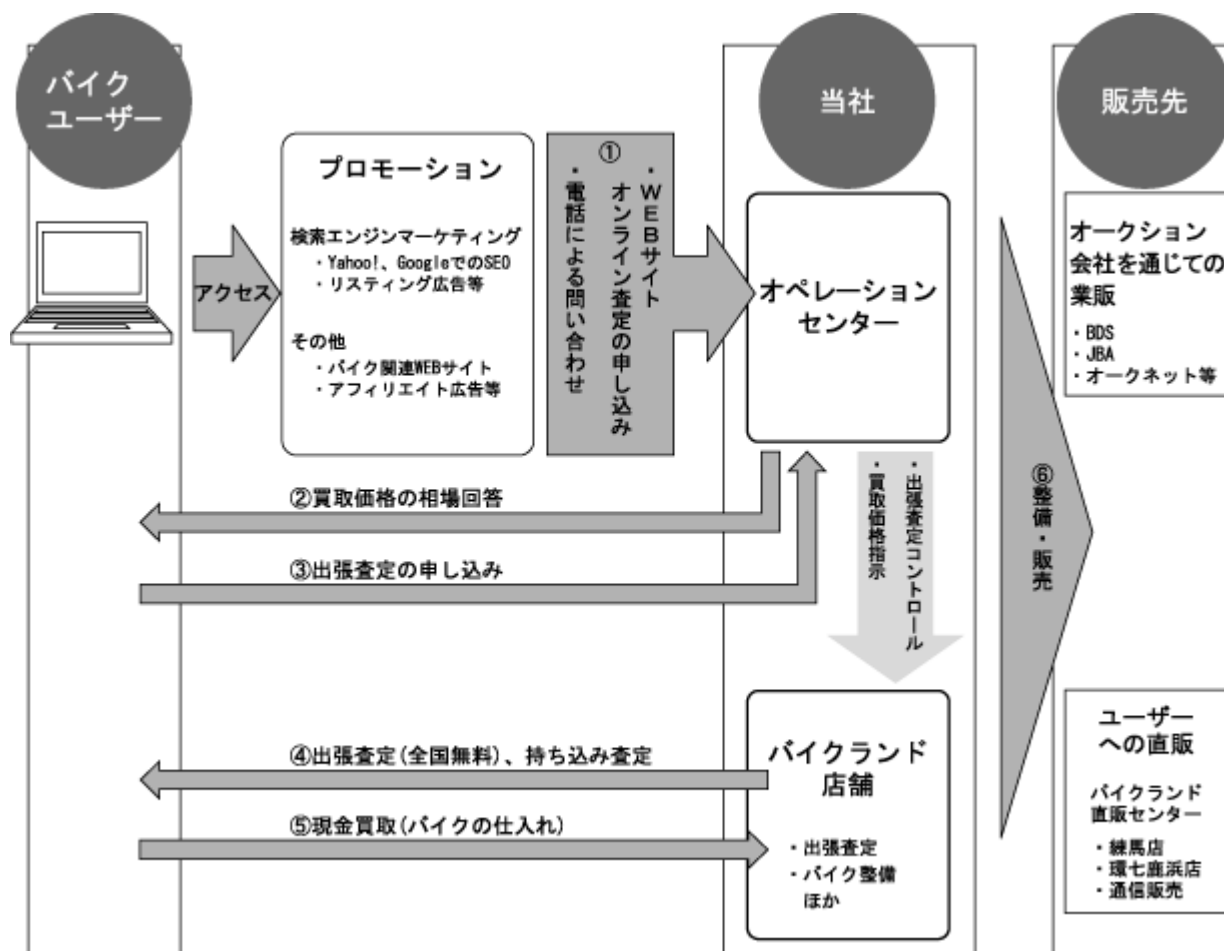 バイク
ユーザー
当社
販売先
アクセス
プロモーション
検索エンジンマーケティング
・Yahoo!、GoogleでのSEO
・リスティング広告等
その他
・バイク関連WEBサイト
・アフィリエイト広告等
①
・WEBサイト
オンライン査定の申し込み
・電話による問い合わせ
オペレーション
センター
オークション
会社を通じての
業販
・BDS
・JBA
・オークネット等
②買取価格の相場回答
③出張査定の申し込み
・出張査定コントロール
・買取価格指示
⑥整備・販売
④出張査定(全国無料)、持ち込み査定
⑤現金買取(バイクの仕入れ)
バイクランド
店舗
・出張査定
・バイク整備
ほか
ユーザー
への直販
バイクランド
直販センター
・練馬店
・環七鹿浜店
・通信販売